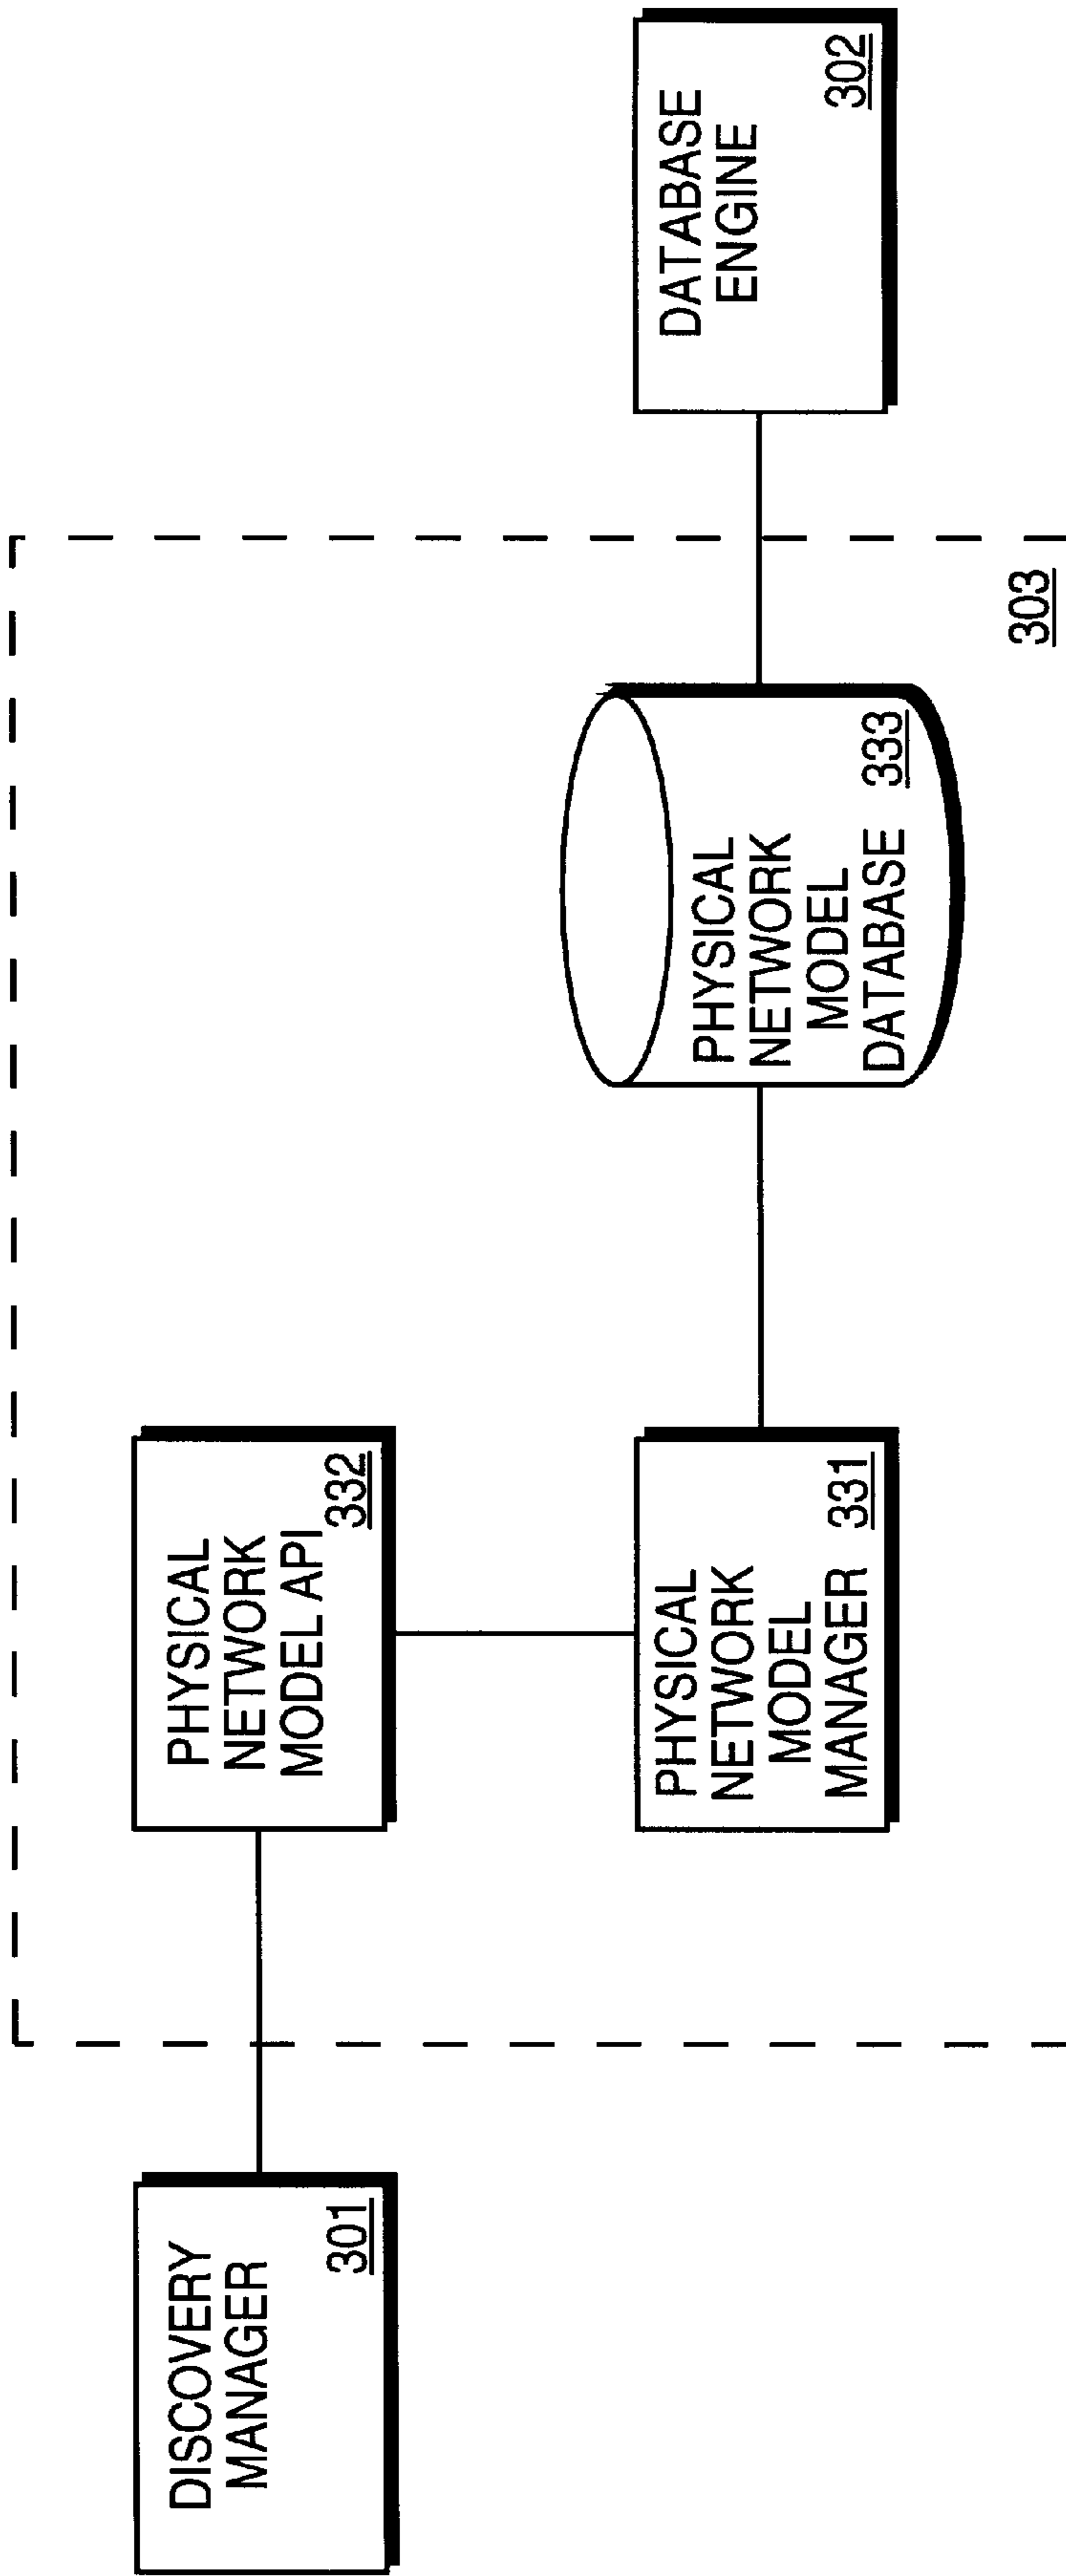 DISCOVERY
MANAGER
301
PHYSICAL
NETWORK
MODEL API
332
PHYSICAL
NETWORK
MODEL
MANAGER 331
PHYSICAL
NETWORK
MODEL
DATABASE 333
303
DATABASE
ENGINE
302